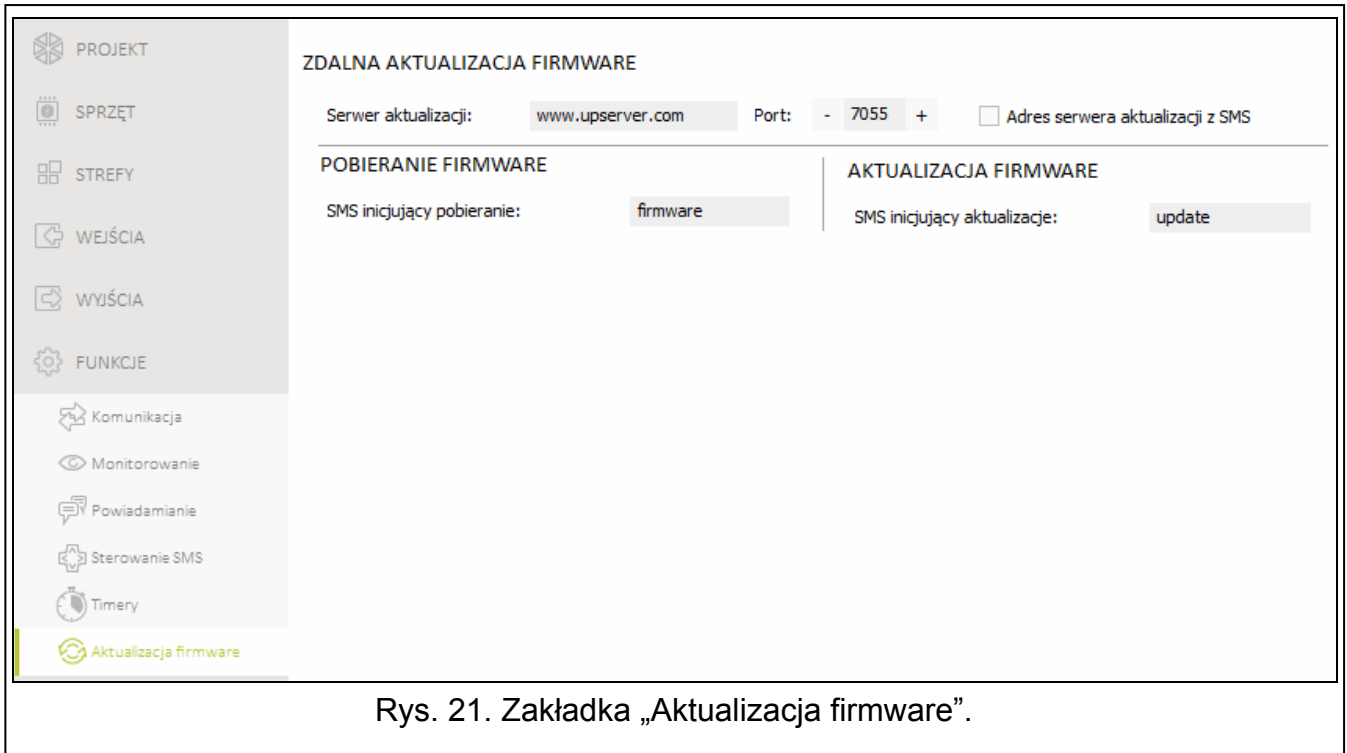 PROJEKT
SPRZĘT
STREFY
WEJŚCIA
WYJŚCIA
FUNKCJE
Komunikacja
Monitorowanie
Powiadamianie
Sterowanie SMS
Timery
Aktualizacja firmware
ZDALNA AKTUALIZACJA FIRMWARE
Serwer aktualizacji: www.upserver.com Port: - 7055 + Adres serwera aktualizacji z SMS
POBIERANIE FIRMWARE
SMS inicjujący pobieranie: firmware
AKTUALIZACJA FIRMWARE
SMS inicjujący aktualizacje: update
Rys. 21. Zakładka „Aktualizacja firmware”.